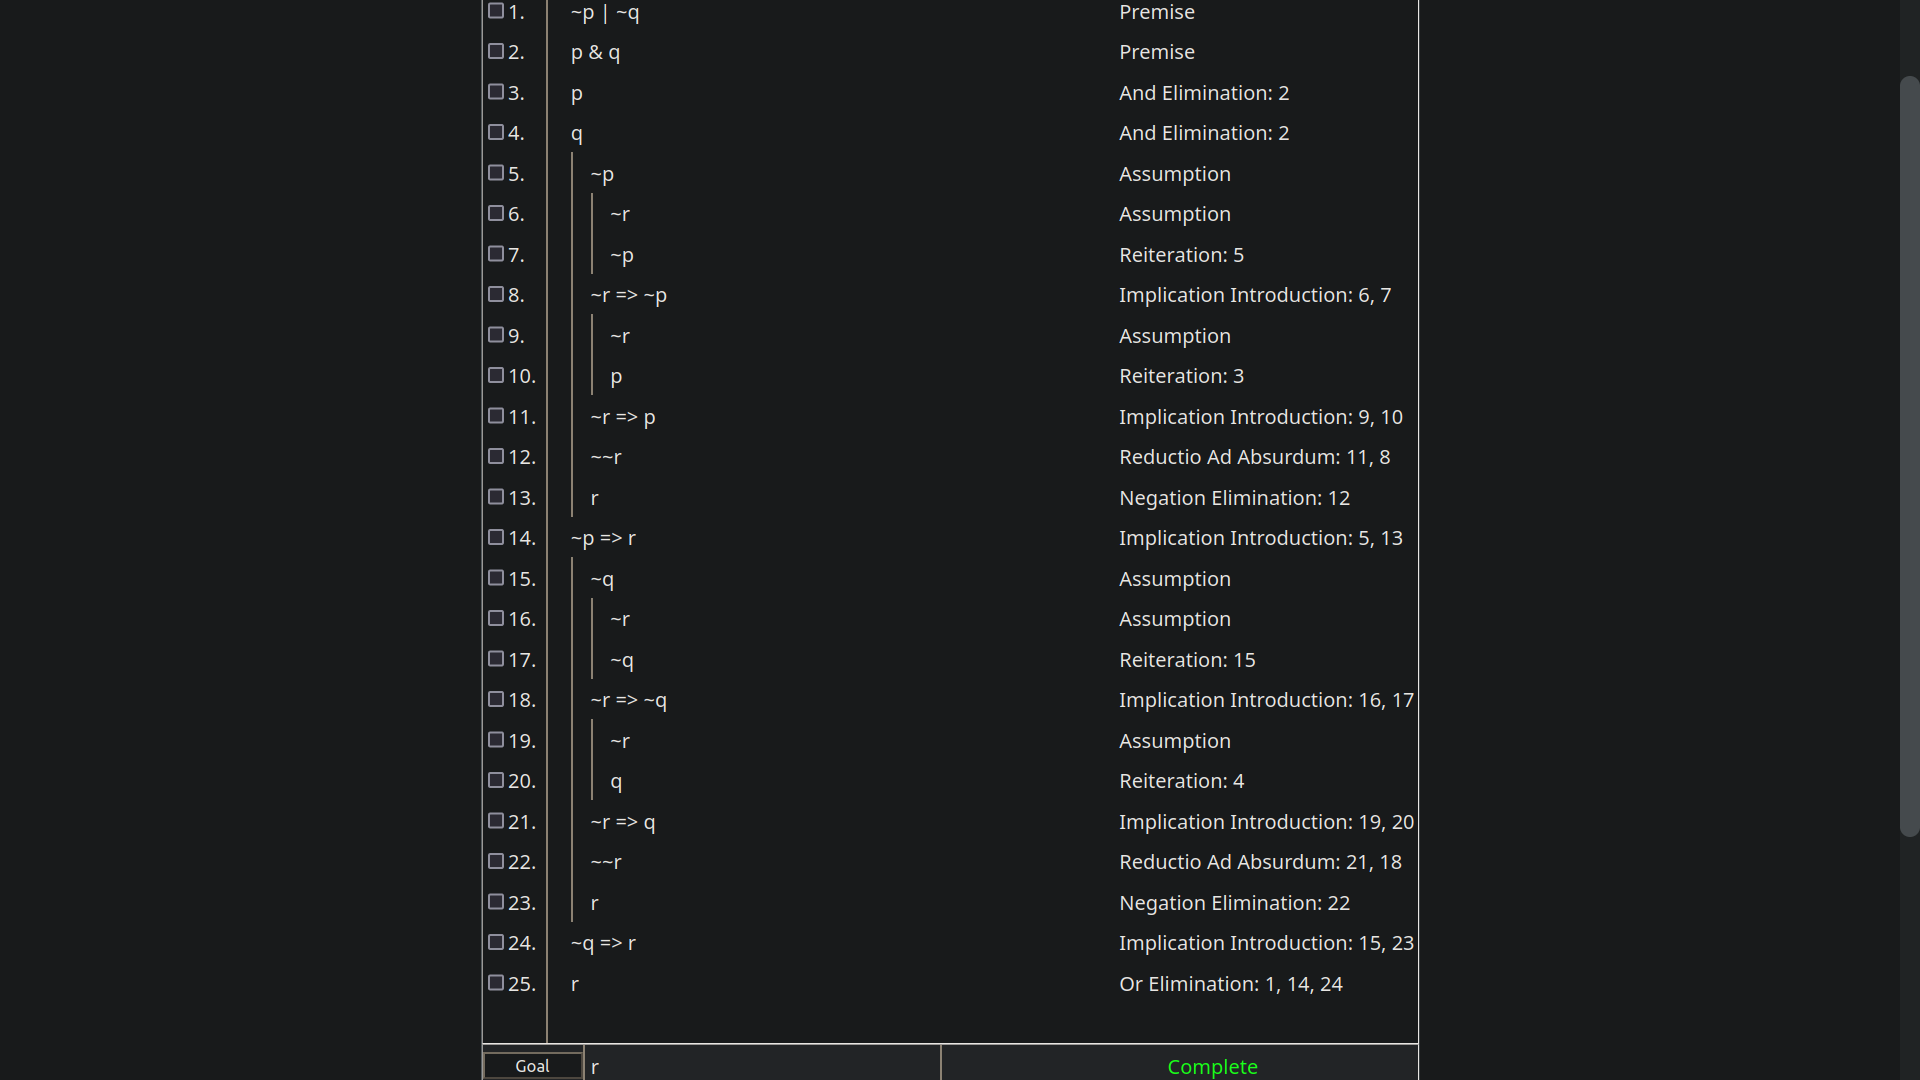 1. ~p | ~q Premise
2. p & q Premise
3. p And Elimination: 2
4. q And Elimination: 2
5. ~p Assumption
6. ~r Assumption
7. ~p Reiteration: 5
8. ~r => ~p Implication Introduction: 6, 7
9. ~r Assumption
10. p Reiteration: 3
11. ~r => p Implication Introduction: 9, 10
12. ~~r Reductio Ad Absurdum: 11, 8
13. r Negation Elimination: 12
14. ~p => r Implication Introduction: 5, 13
15. ~q Assumption
16. ~r Assumption
17. ~q Reiteration: 15
18. ~r => ~q Implication Introduction: 16, 17
19. ~r Assumption
20. q Reiteration: 4
21. ~r => q Implication Introduction: 19, 20
22. ~~r Reductio Ad Absurdum: 21, 18
23. r Negation Elimination: 22
24. ~q => r Implication Introduction: 15, 23
25. r Or Elimination: 1, 14, 24
Goal r Complete